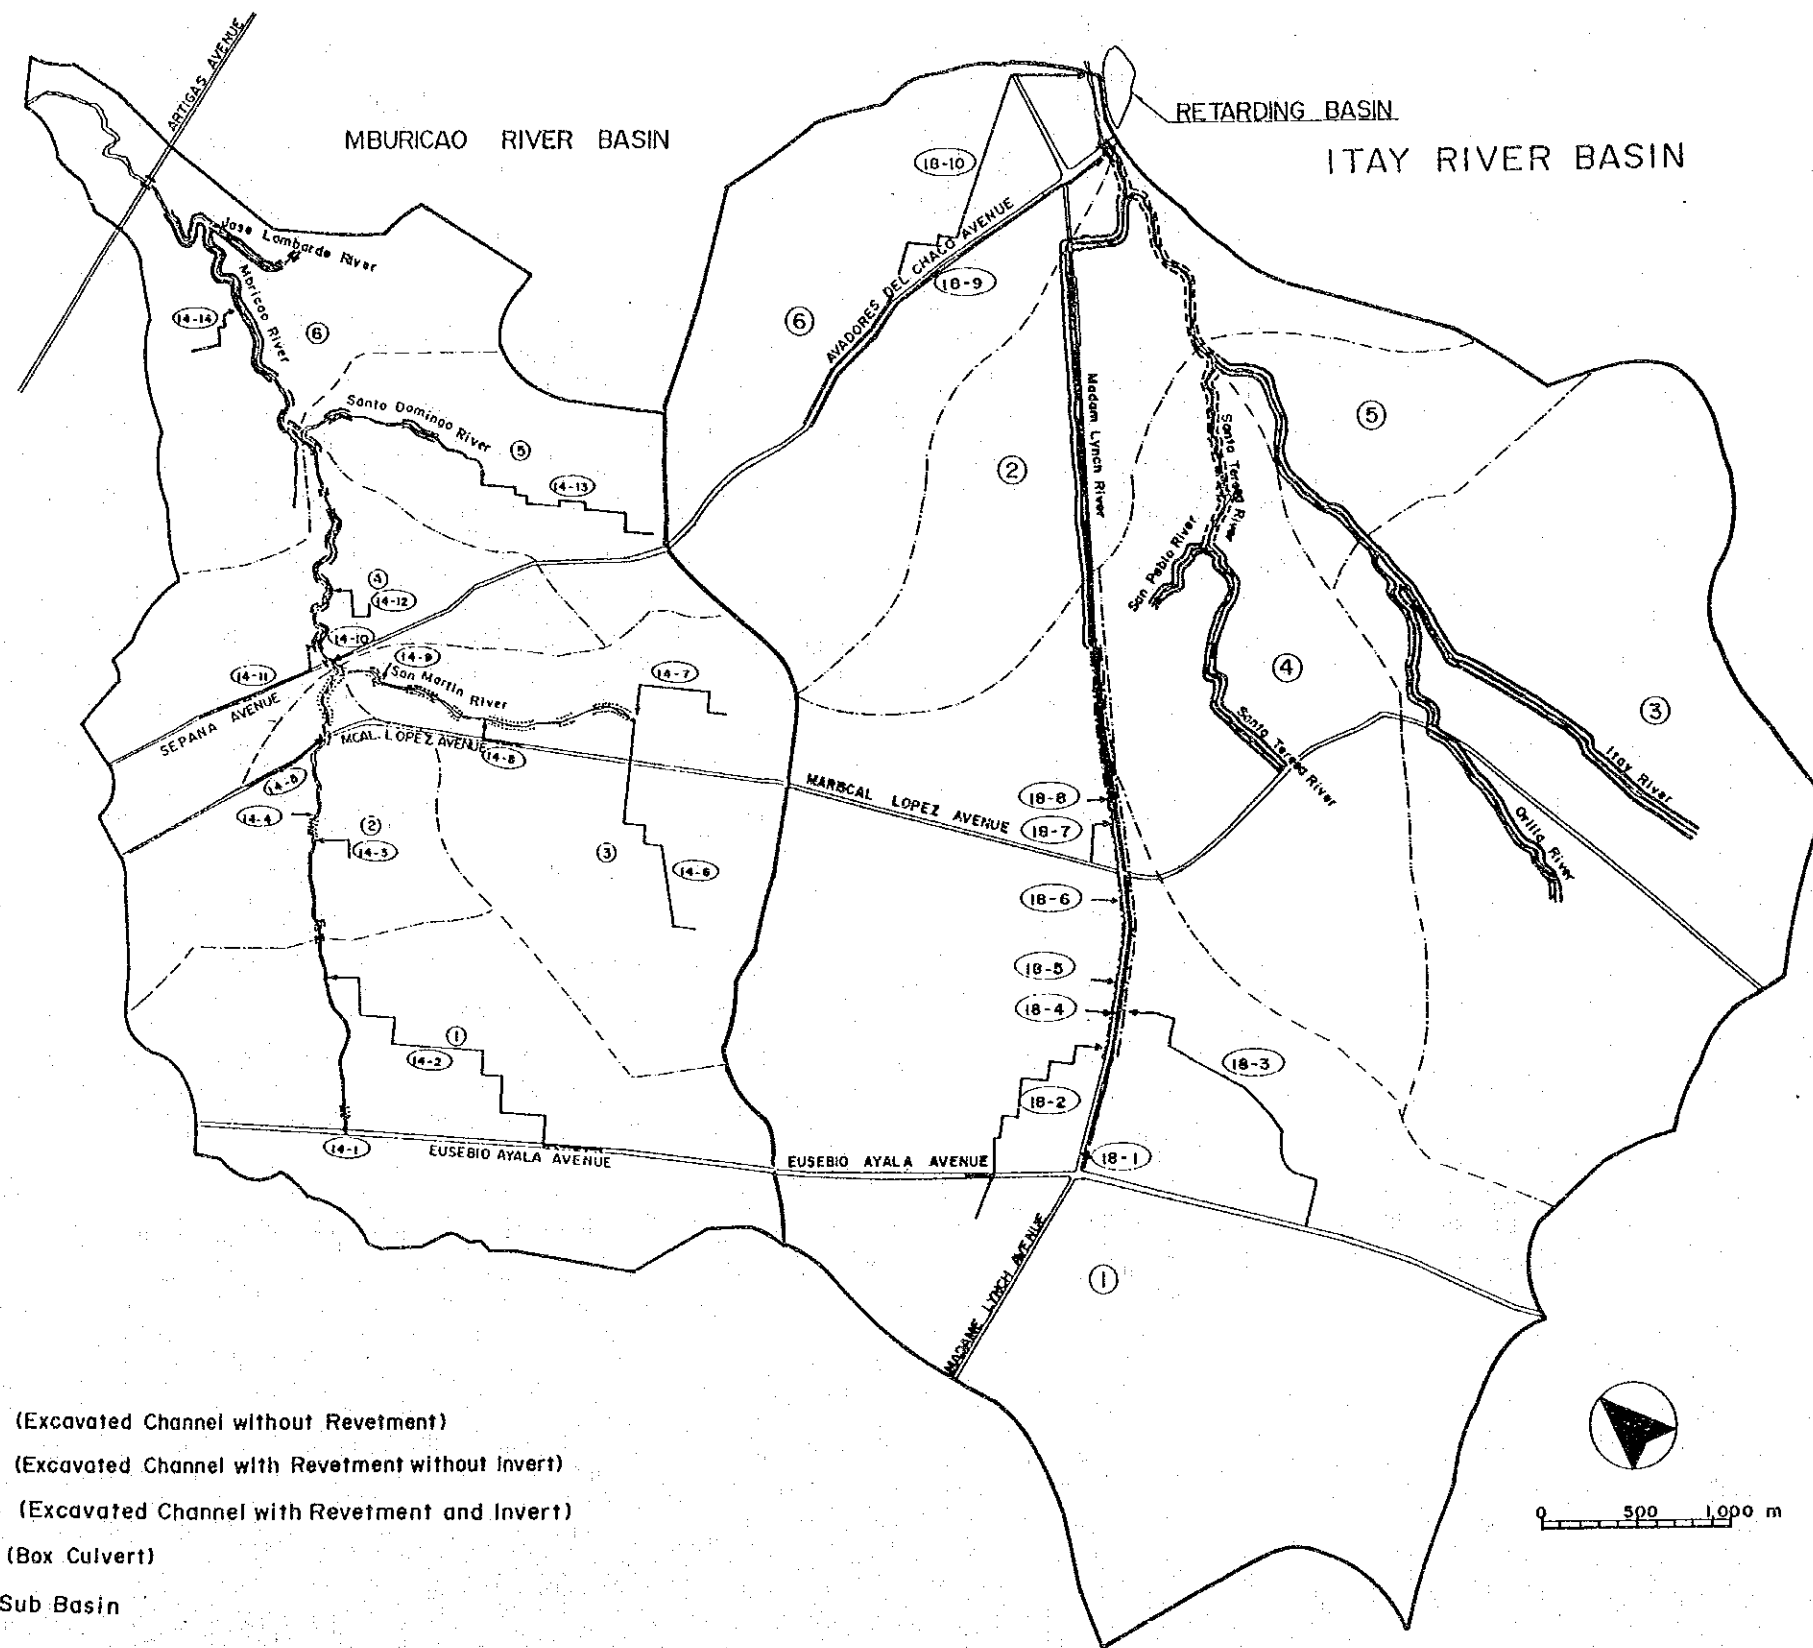 ARTIGAS AVENUE
MBURICAO RIVER BASIN
RETARDING BASIN
ITAY RIVER BASIN
18-10
Jose Lombarde River
Mbricao River
14-14
6
18-9
AVADORES DEL CHACO AVENUE
6
Santo Domingo River
5
14-13
2
Madam Lynch River
Santa Teresa River
5
San Pablo River
4
14-12
14-10
14-9
14-11
San Martin River
14-7
SEPANA AVENUE
MCAL. LOPEZ AVENUE
14-8
14-8
4
3
Santa Teresa River
Itay River
Orilla River
MARISCAL LOPEZ AVENUE
18-8
18-7
14-4
2
14-5
3
14-6
18-6
18-5
18-4
1
14-2
18-3
18-2
14-1
EUSEBIO AYALA AVENUE
EUSEBIO AYALA AVENUE
18-1
MADAME LYNCH AVENUE
1
(Excavated Channel without Revetment)
(Excavated Channel with Revetment without Invert)
(Excavated Channel with Revetment and Invert)
(Box Culvert)
Sub Basin
0 500 1,000 m